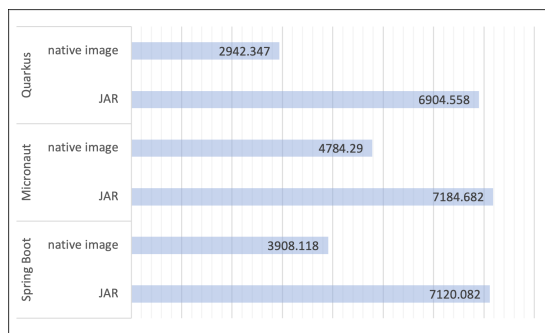 Quarkus
native image 2942.347
JAR 6904.558
Micronaut
native image 4784.29
JAR 7184.682
Spring Boot
native image 3908.118
JAR 7120.082